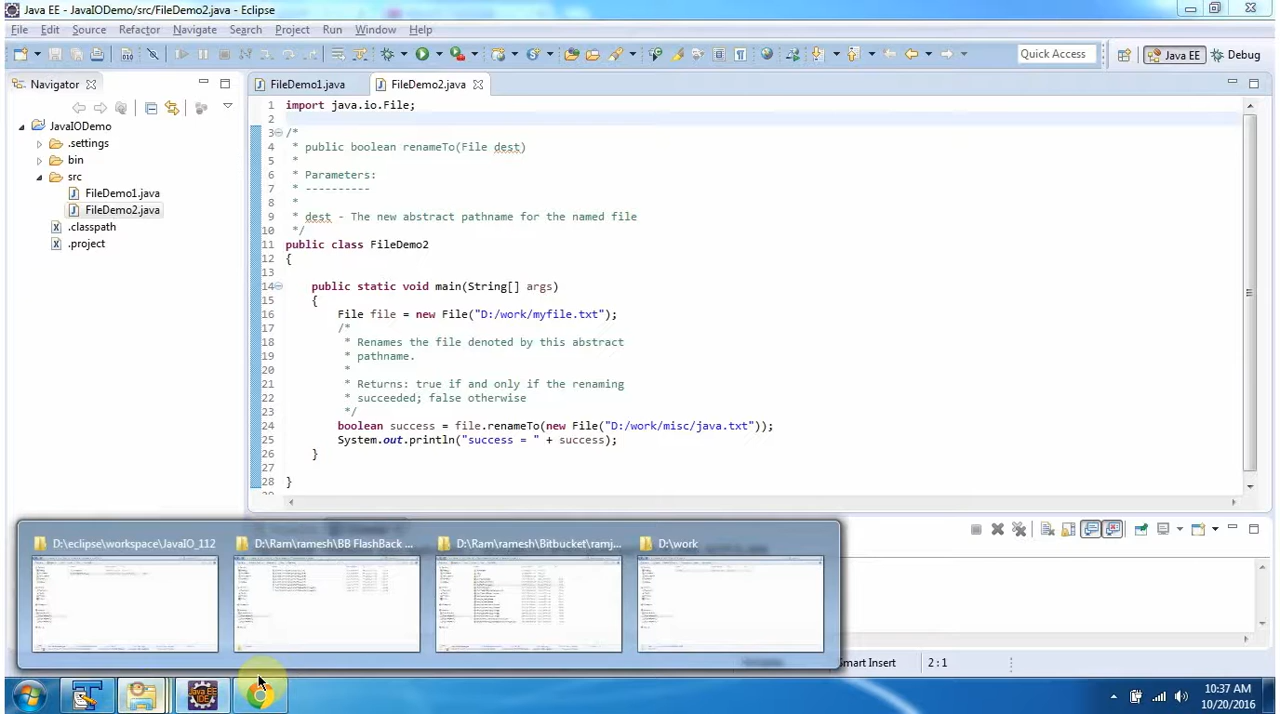 Java EE - JavaIODemo/src/FileDemo2.java - Eclipse
File Edit Source Refactor Navigate Search Project Run Window Help
Quick Access Java EE Debug
Navigator
FileDemo1.java FileDemo2.java
JavaIODemo
.settings
bin
src
FileDemo1.java
FileDemo2.java
.classpath
.project
1 import java.io.File;
2
3 /*
4 * public boolean renameTo(File dest)
5 *
6 * Parameters:
7 * ----------
8 *
9 * dest - The new abstract pathname for the named file
10 */
11 public class FileDemo2
12 {
13
14 public static void main(String[] args)
15 {
16 File file = new File("D:/work/myfile.txt");
17 /*
18 * Renames the file denoted by this abstract
19 * pathname.
20 *
21 * Returns: true if and only if the renaming
22 * succeeded; false otherwise
23 */
24 boolean success = file.renameTo(new File("D:/work/misc/java.txt"));
25 System.out.println("success = " + success);
26 }
27
28 }
D:\eclipse\workspace\JavaIO_112 D:\Ram\ramesh\BB FlashBack ... D:\Ram\ramesh\Bitbucket\ramj... D:\work
Smart Insert 2 : 1
Java EE IDE
10:37 AM
10/20/2016